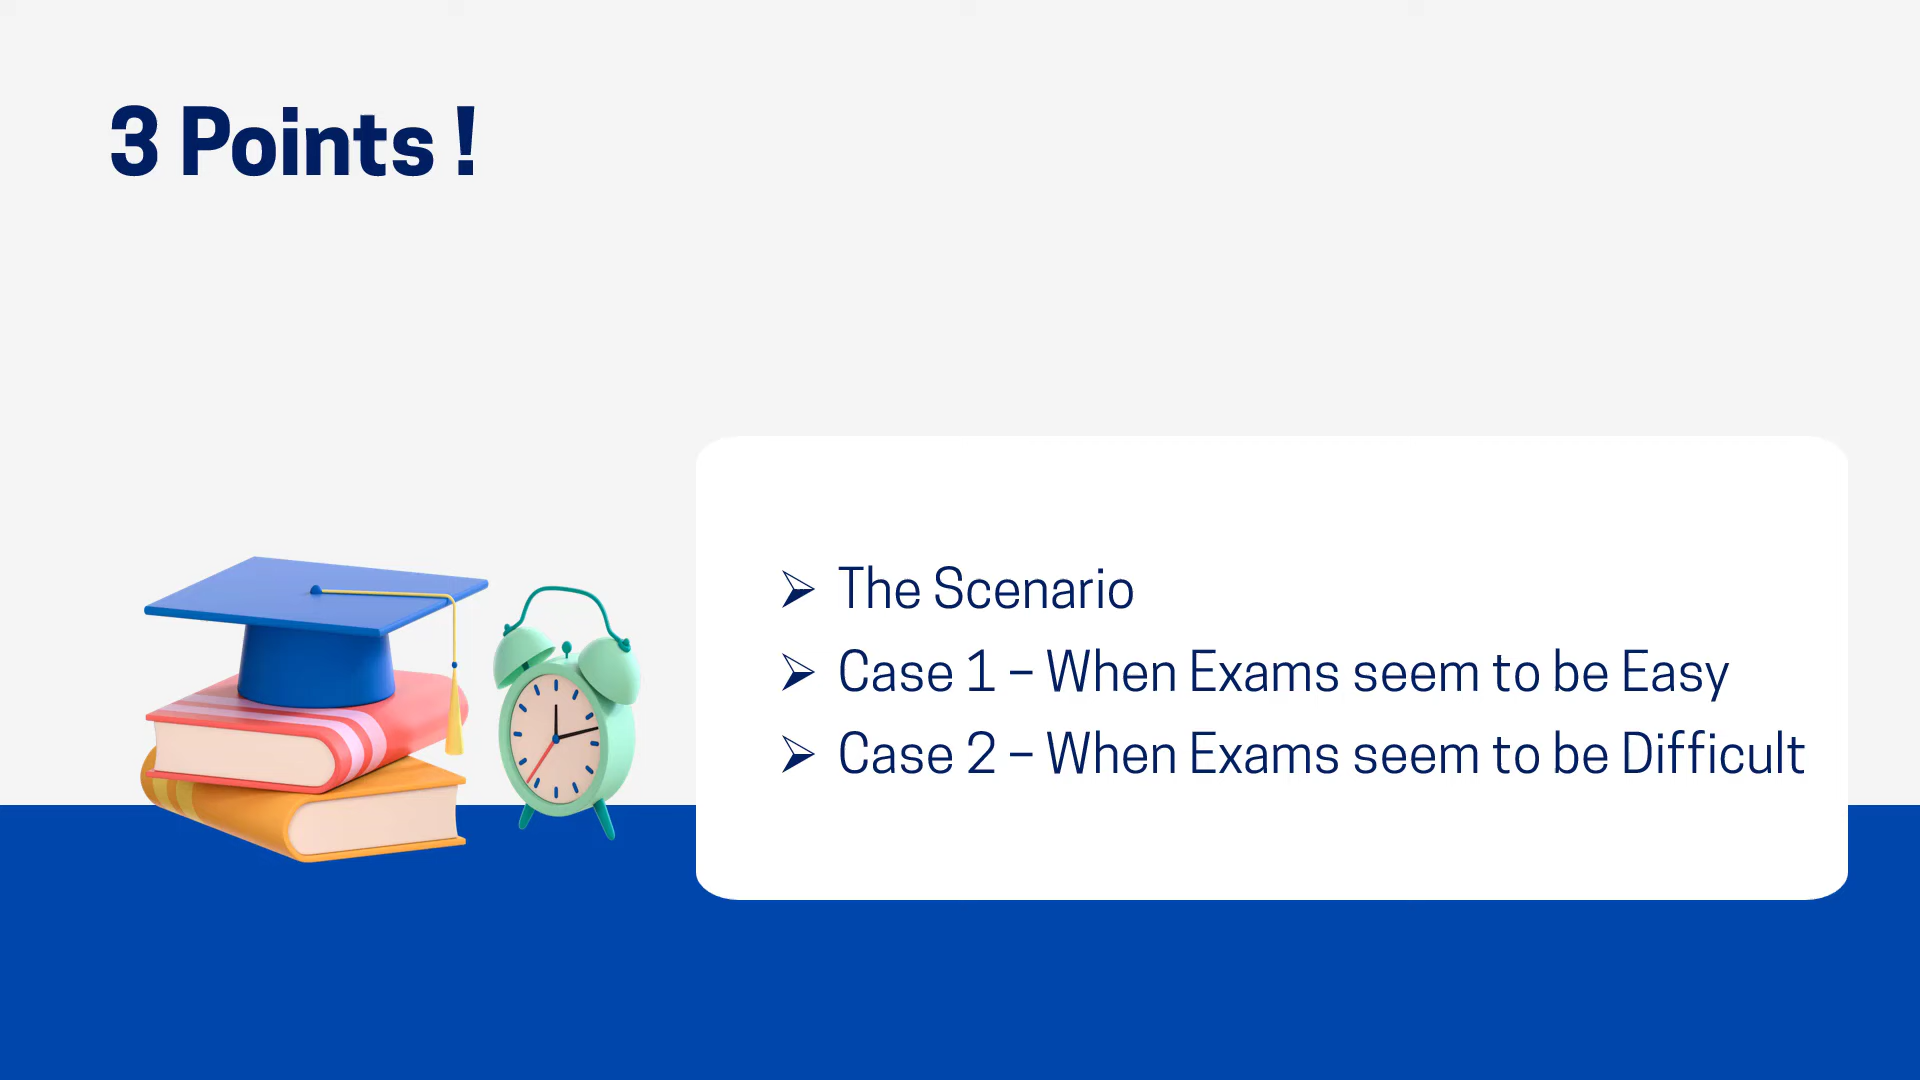 3 Points !
➢ The Scenario
➢ Case 1 – When Exams seem to be Easy
➢ Case 2 – When Exams seem to be Difficult